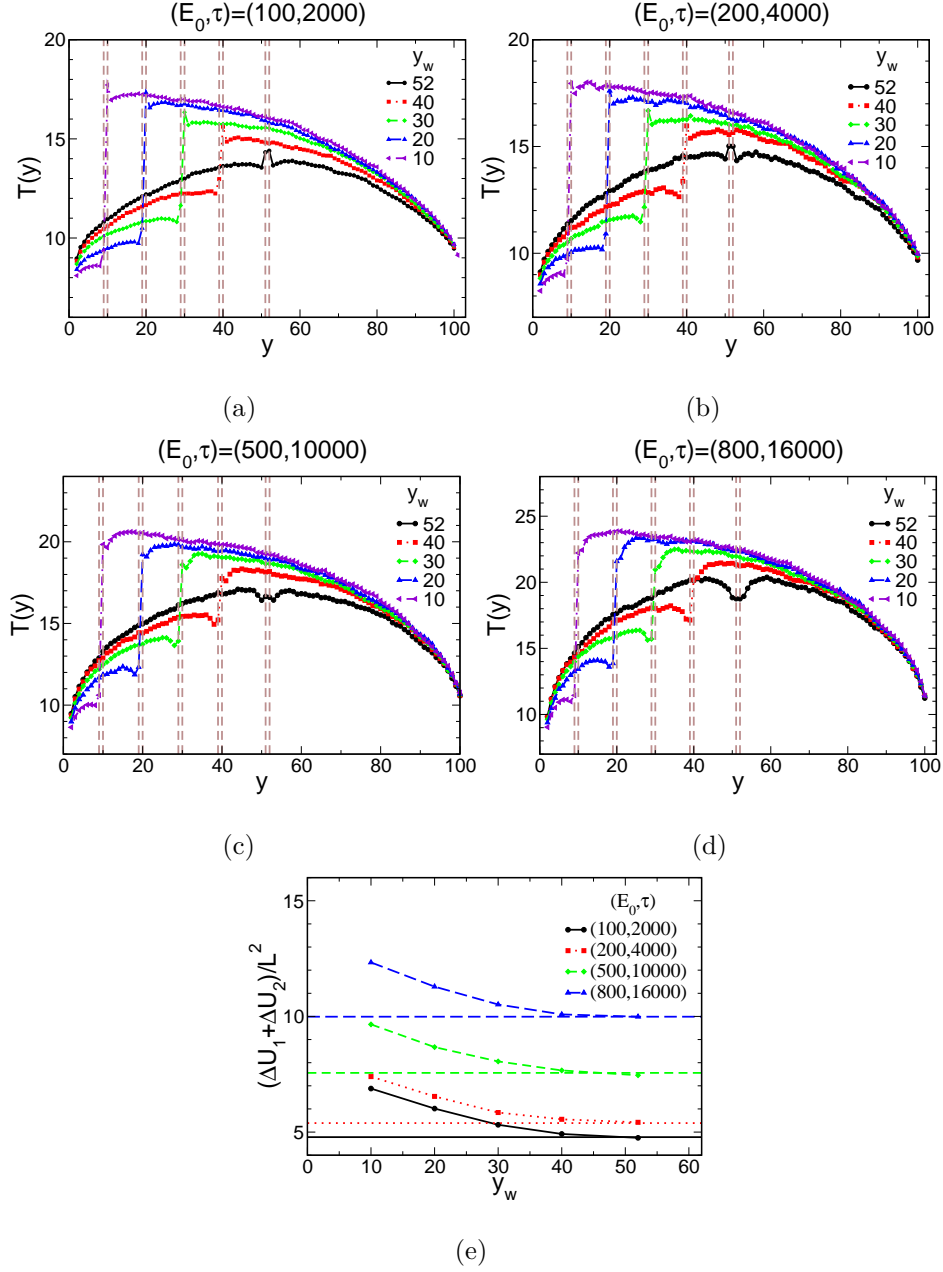 (E₀,τ)=(100,2000)
T(y)
20
15
10
y_w
52
40
30
20
10
0 20 40 60 80 100
y
(a)
(E₀,τ)=(200,4000)
T(y)
20
15
10
y_w
52
40
30
20
10
0 20 40 60 80 100
y
(b)
(E₀,τ)=(500,10000)
T(y)
20
15
10
y_w
52
40
30
20
10
0 20 40 60 80 100
y
(c)
(E₀,τ)=(800,16000)
T(y)
25
20
15
10
y_w
52
40
30
20
10
0 20 40 60 80 100
y
(d)
(ΔU₁+ΔU₂)/L²
15
10
5
(E₀,τ)
(100,2000)
(200,4000)
(500,10000)
(800,16000)
0 10 20 30 40 50 60
y_w
(e)